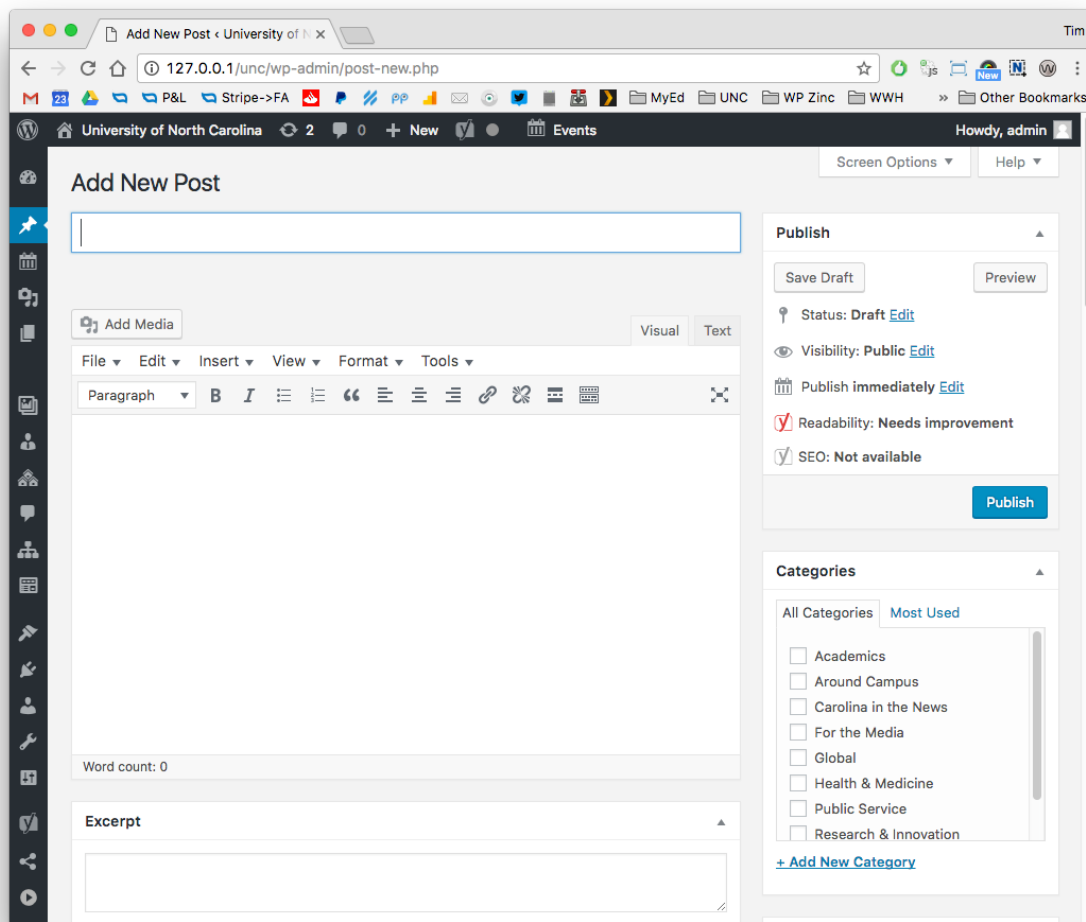 Add New Post ‹ University of N
Tim
127.0.0.1/unc/wp-admin/post-new.php
New
23 P&L Stripe->FA PP MyEd UNC WP Zinc WWH » Other Bookmarks
University of North Carolina 2 0 + New Events Howdy, admin
Screen Options Help
Add New Post
Publish
Save Draft Preview
Add Media
Visual Text
Status: Draft Edit
File Edit Insert View Format Tools
Visibility: Public Edit
Paragraph B I
Publish immediately Edit
Readability: Needs improvement
SEO: Not available
Publish
Categories
All Categories Most Used
Academics
Around Campus
Carolina in the News
For the Media
Global
Health & Medicine
Public Service
Research & Innovation
Word count: 0
Excerpt
+ Add New Category